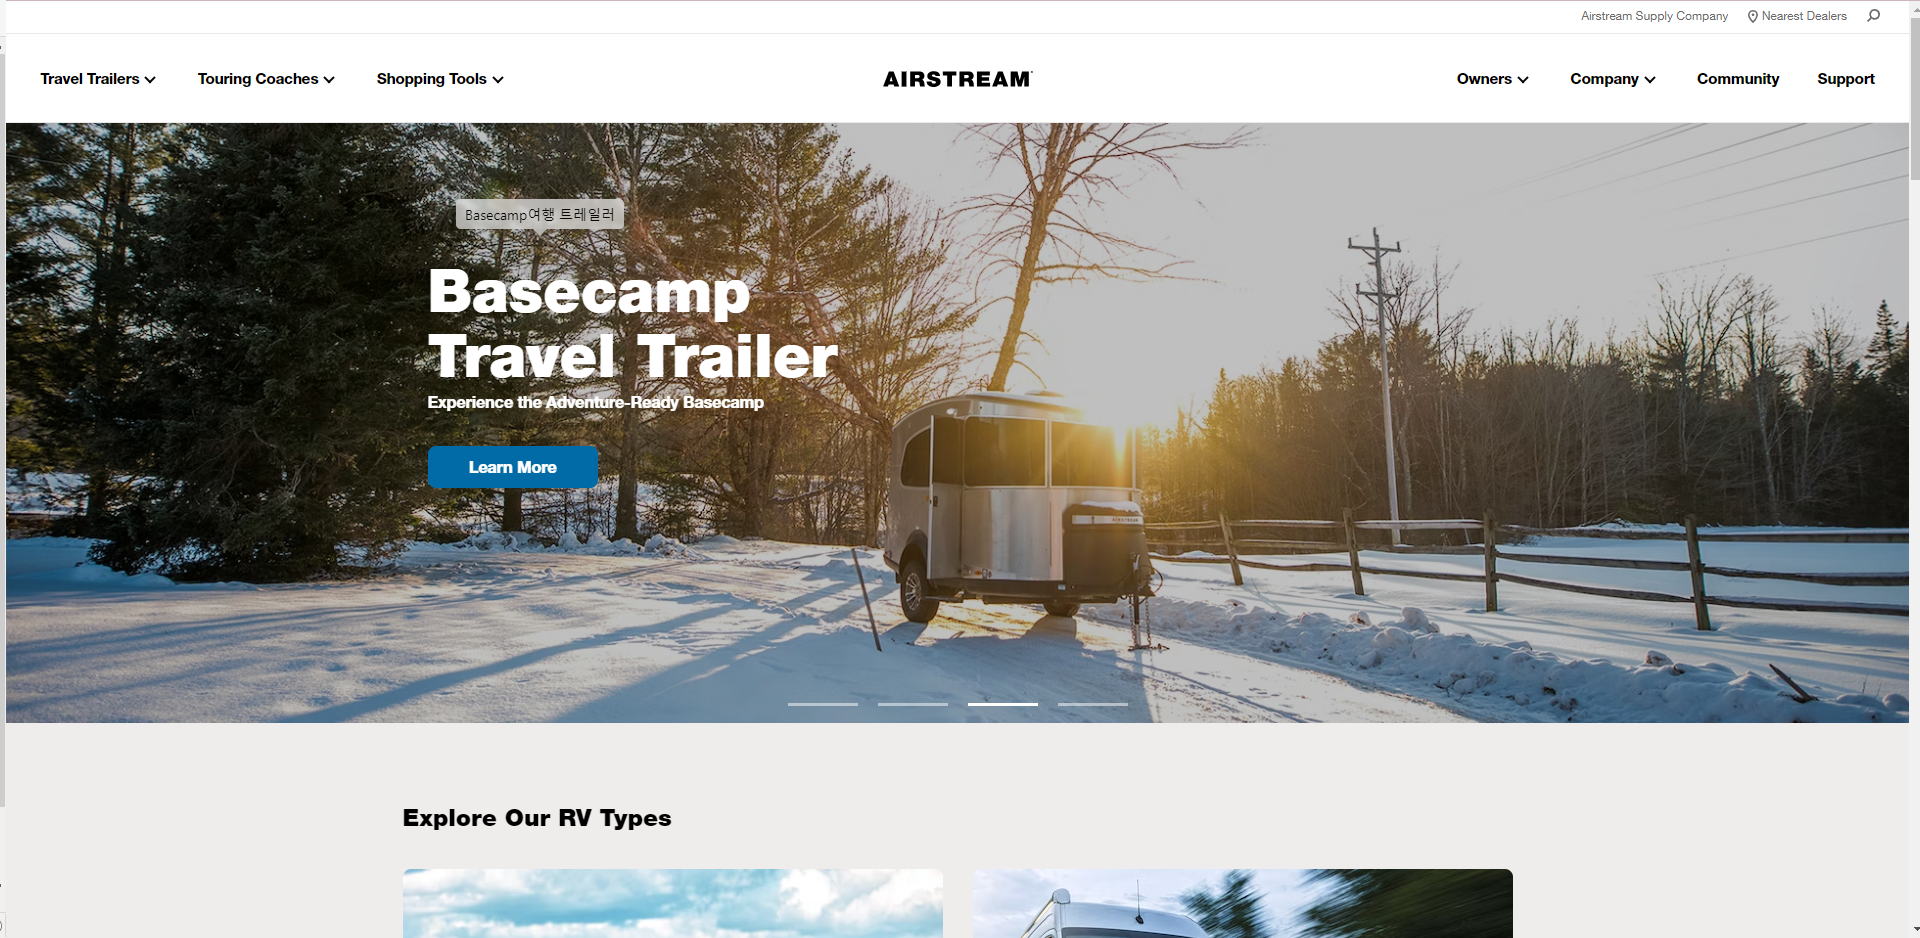 Airstream Supply Company
Nearest Dealers
Travel Trailers
Touring Coaches
Shopping Tools
AIRSTREAM
Owners
Company
Community
Support
Basecamp여행 트레일러
Basecamp
Travel Trailer
Experience the Adventure-Ready Basecamp
Learn More
AIRSTREAM
Explore Our RV Types